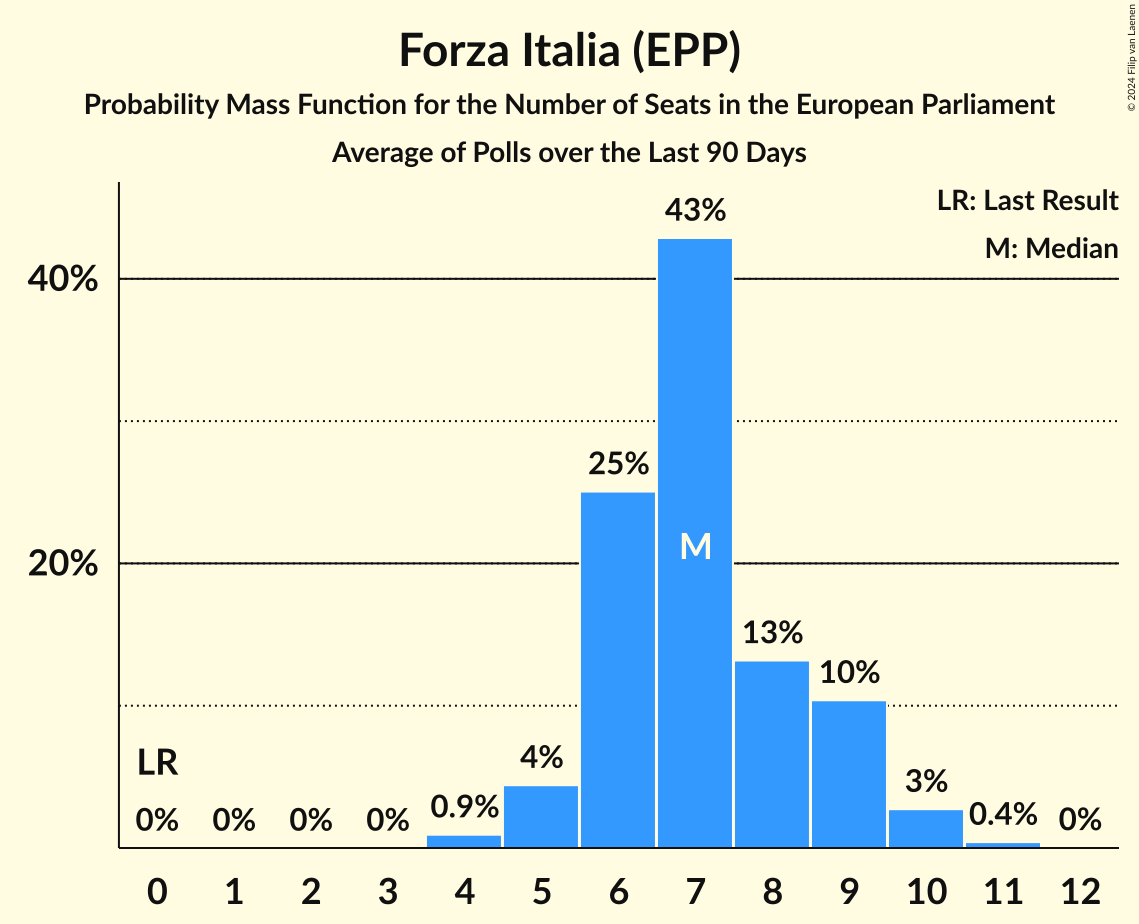 Forza Italia (EPP)
Probability Mass Function for the Number of Seats in the European Parliament
Average of Polls over the Last 90 Days
© 2024 Filip van Laenen
LR: Last Result
M: Median
43%
40%
25%
M
20%
13%
10%
LR
4%
3%
0% 0% 0% 0% 0.9% 0.4% 0%
0 1 2 3 4 5 6 7 8 9 10 11 12